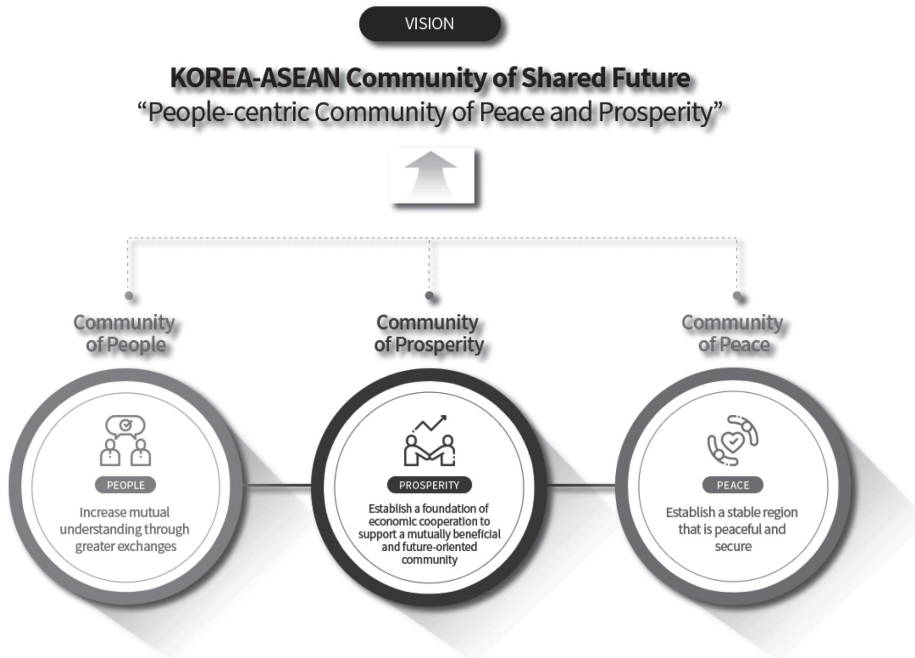 VISION
KOREA-ASEAN Community of Shared Future
“People-centric Community of Peace and Prosperity”
Community
of People
PEOPLE
Increase mutual
understanding through
greater exchanges
Community
of Prosperity
PROSPERITY
Establish a foundation of
economic cooperation to
support a mutually beneficial
and future-oriented
community
Community
of Peace
PEACE
Establish a stable region
that is peaceful and
secure